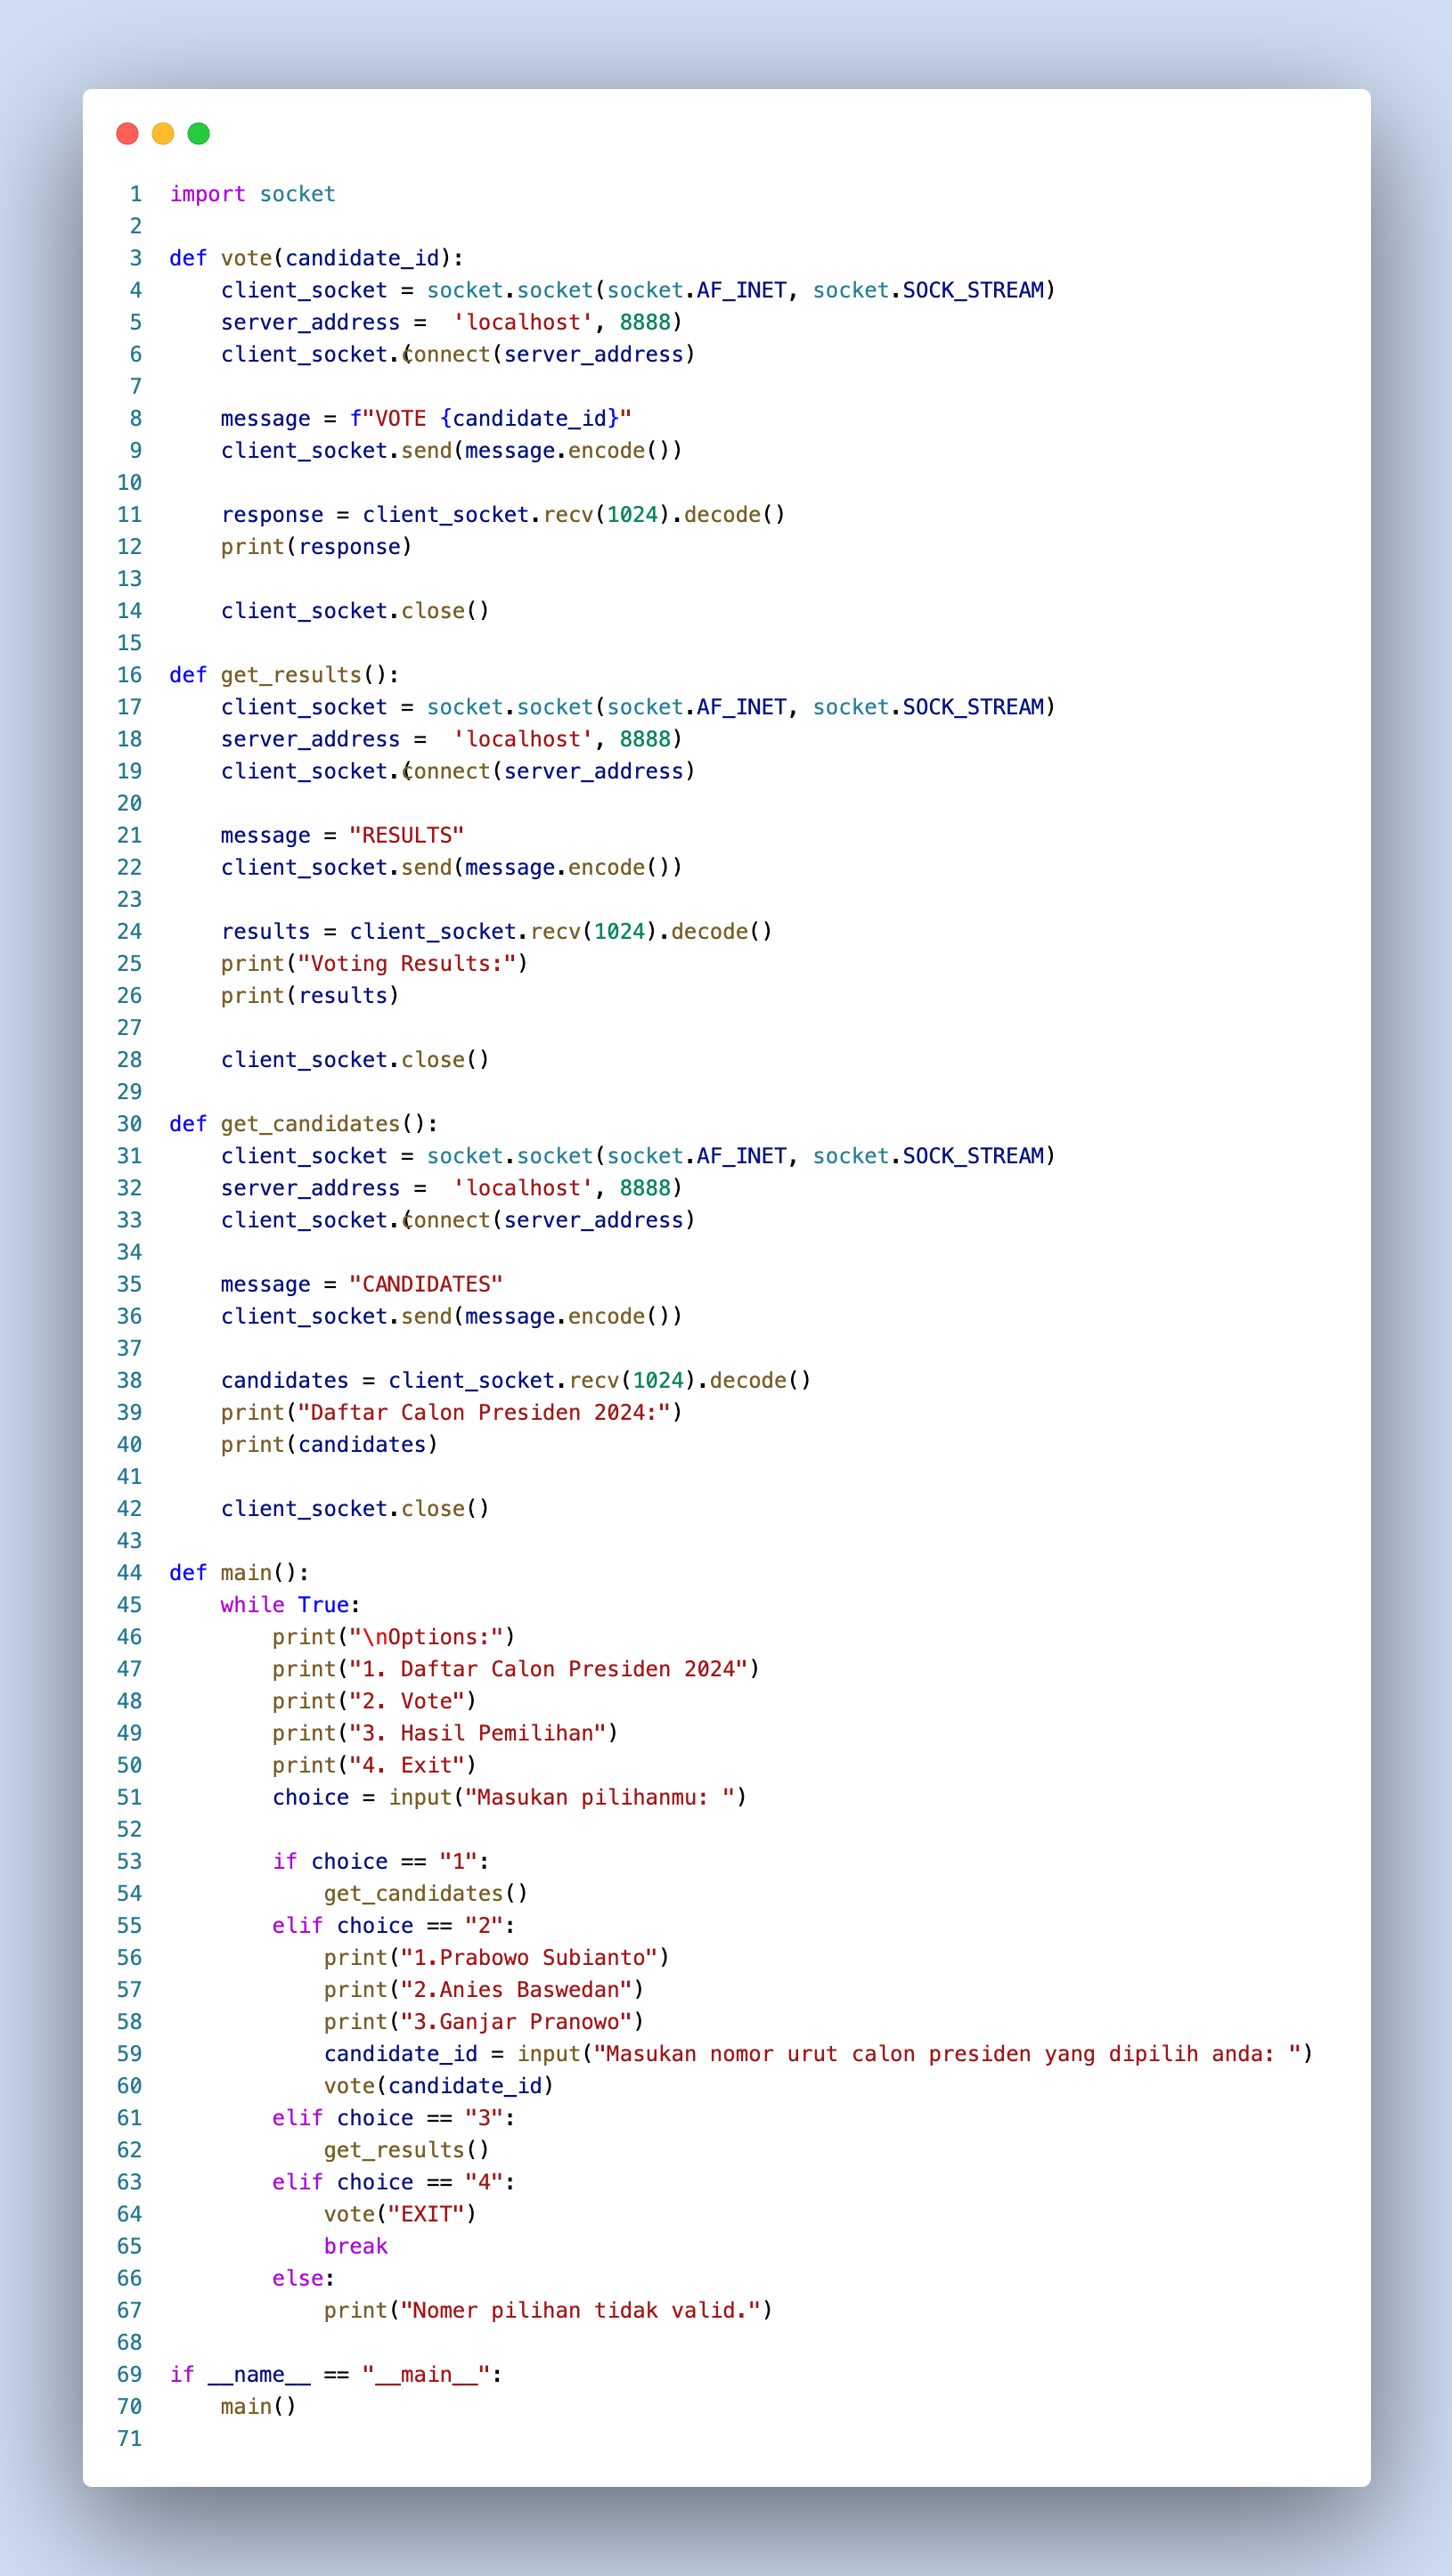 1 import socket
2
3 def vote(candidate_id):
4     client_socket = socket.socket(socket.AF_INET, socket.SOCK_STREAM)
5     server_address =  'localhost', 8888)
6     client_socket.(connect(server_address)
7
8     message = f"VOTE {candidate_id}"
9     client_socket.send(message.encode())
10
11     response = client_socket.recv(1024).decode()
12     print(response)
13
14     client_socket.close()
15
16 def get_results():
17     client_socket = socket.socket(socket.AF_INET, socket.SOCK_STREAM)
18     server_address =  'localhost', 8888)
19     client_socket.(connect(server_address)
20
21     message = "RESULTS"
22     client_socket.send(message.encode())
23
24     results = client_socket.recv(1024).decode()
25     print("Voting Results:")
26     print(results)
27
28     client_socket.close()
29
30 def get_candidates():
31     client_socket = socket.socket(socket.AF_INET, socket.SOCK_STREAM)
32     server_address =  'localhost', 8888)
33     client_socket.(connect(server_address)
34
35     message = "CANDIDATES"
36     client_socket.send(message.encode())
37
38     candidates = client_socket.recv(1024).decode()
39     print("Daftar Calon Presiden 2024:")
40     print(candidates)
41
42     client_socket.close()
43
44 def main():
45     while True:
46         print("\nOptions:")
47         print("1. Daftar Calon Presiden 2024")
48         print("2. Vote")
49         print("3. Hasil Pemilihan")
50         print("4. Exit")
51         choice = input("Masukan pilihanmu: ")
52
53         if choice == "1":
54             get_candidates()
55         elif choice == "2":
56             print("1.Prabowo Subianto")
57             print("2.Anies Baswedan")
58             print("3.Ganjar Pranowo")
59             candidate_id = input("Masukan nomor urut calon presiden yang dipilih anda: ")
60             vote(candidate_id)
61         elif choice == "3":
62             get_results()
63         elif choice == "4":
64             vote("EXIT")
65             break
66         else:
67             print("Nomer pilihan tidak valid.")
68
69 if __name__ == "__main__":
70     main()
71